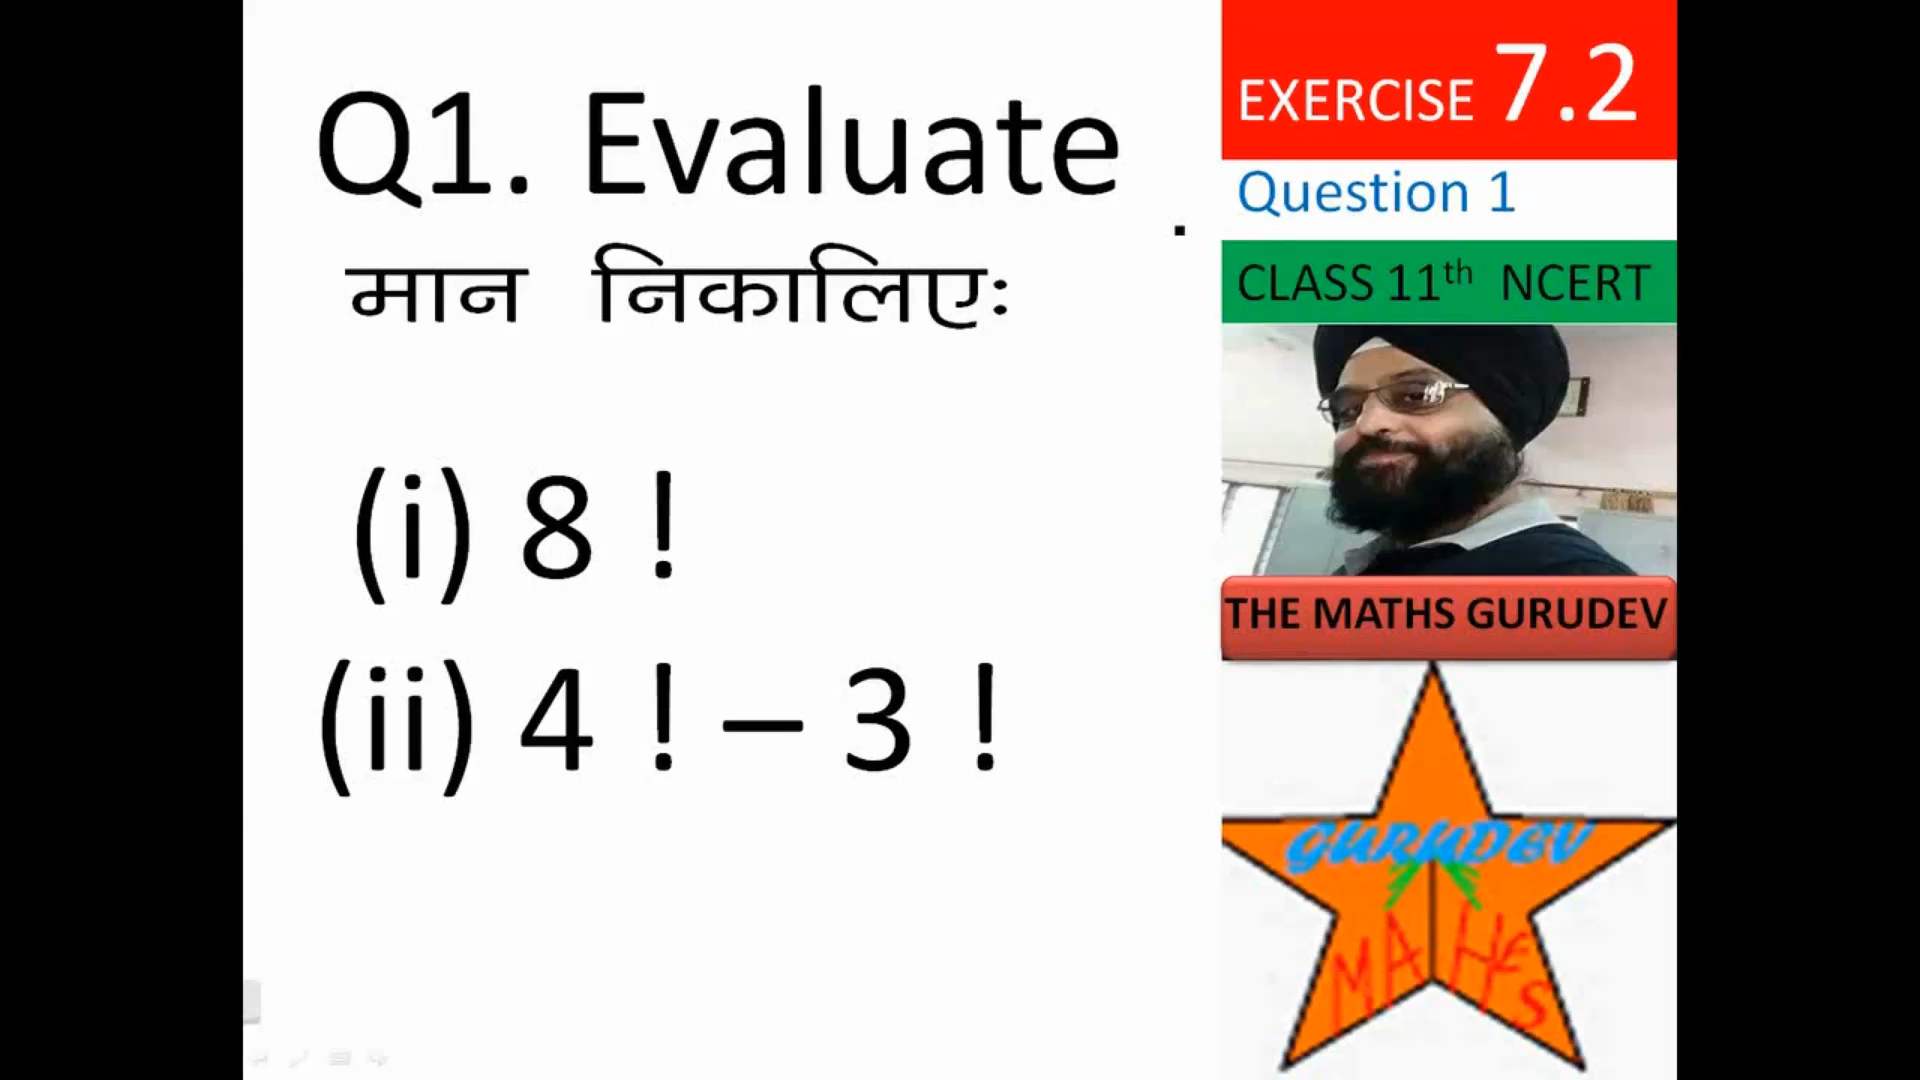 Q1. Evaluate .
मान निकालिएः
(i) 8 !
(ii) 4 ! – 3 !
EXERCISE 7.2
Question 1
CLASS 11th NCERT
THE MATHS GURUDEV
GURUDEV
MATHS